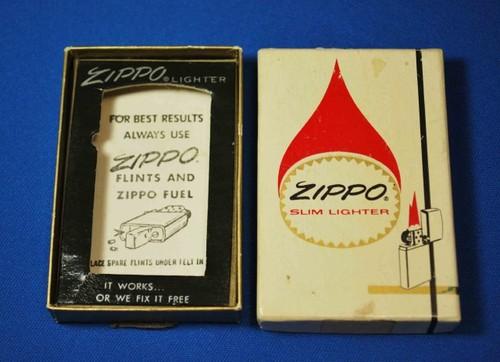 ZIPPO® LIGHTER
FOR BEST RESULTS
ALWAYS USE
ZIPPO®
FLINTS AND
ZIPPO FUEL
LACE SPARE FLINTS UNDER FELT IN
IT WORKS...
OR WE FIX IT FREE
ZIPPO®
SLIM LIGHTER